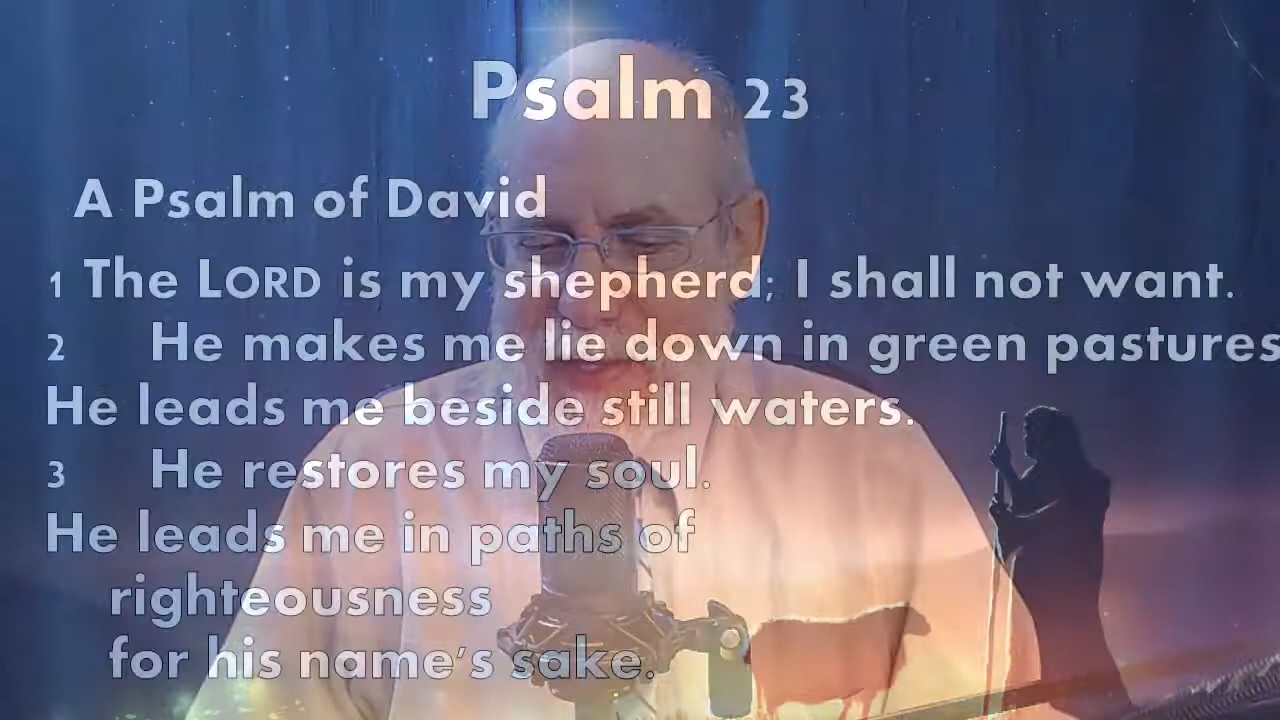 Psalm 23
A Psalm of David
1 The LORD is my shepherd; I shall not want.
2 He makes me lie down in green pastures
He leads me beside still waters.
3 He restores my soul.
He leads me in paths of
righteousness
for his name's sake.